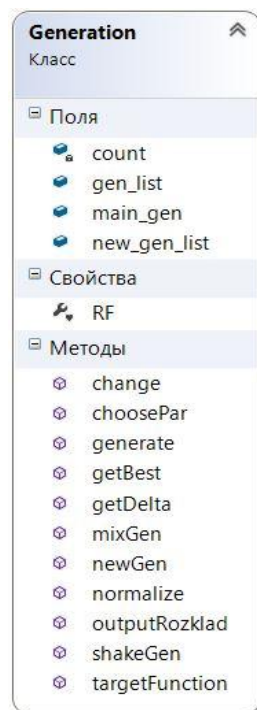 Generation
Класс
Поля
count
gen_list
main_gen
new_gen_list
Свойства
RF
Методы
change
choosePar
generate
getBest
getDelta
mixGen
newGen
normalize
outputRozklad
shakeGen
targetFunction